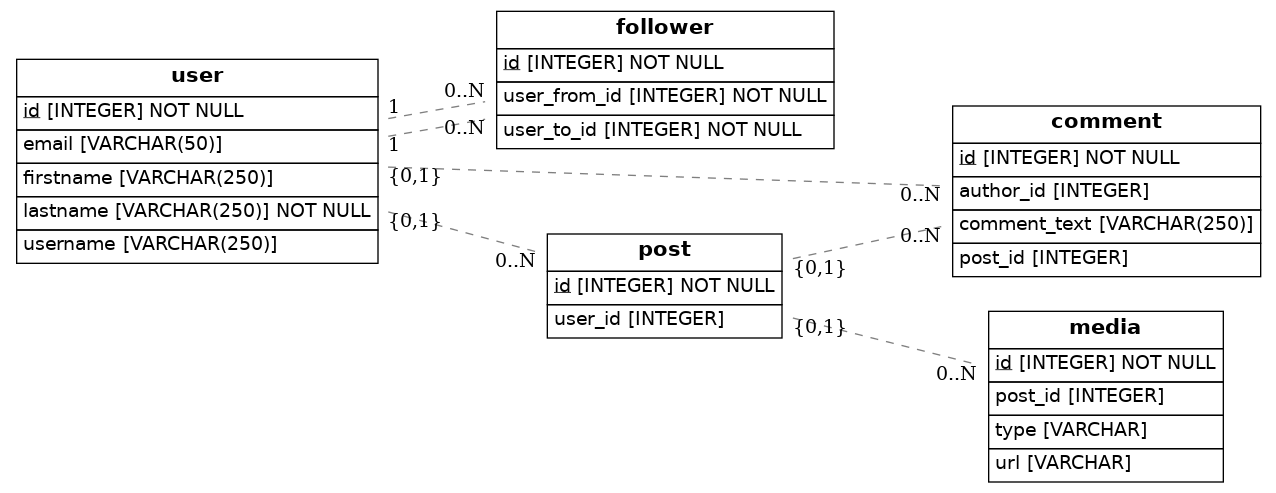 user
id [INTEGER] NOT NULL
email [VARCHAR(50)]
firstname [VARCHAR(250)]
lastname [VARCHAR(250)] NOT NULL
username [VARCHAR(250)]
1
0..N
1
0..N
{0,1}
0..N
{0,1}
0..N
follower
id [INTEGER] NOT NULL
user_from_id [INTEGER] NOT NULL
user_to_id [INTEGER] NOT NULL
post
id [INTEGER] NOT NULL
user_id [INTEGER]
{0,1}
0..N
{0,1}
0..N
comment
id [INTEGER] NOT NULL
author_id [INTEGER]
comment_text [VARCHAR(250)]
post_id [INTEGER]
media
id [INTEGER] NOT NULL
post_id [INTEGER]
type [VARCHAR]
url [VARCHAR]